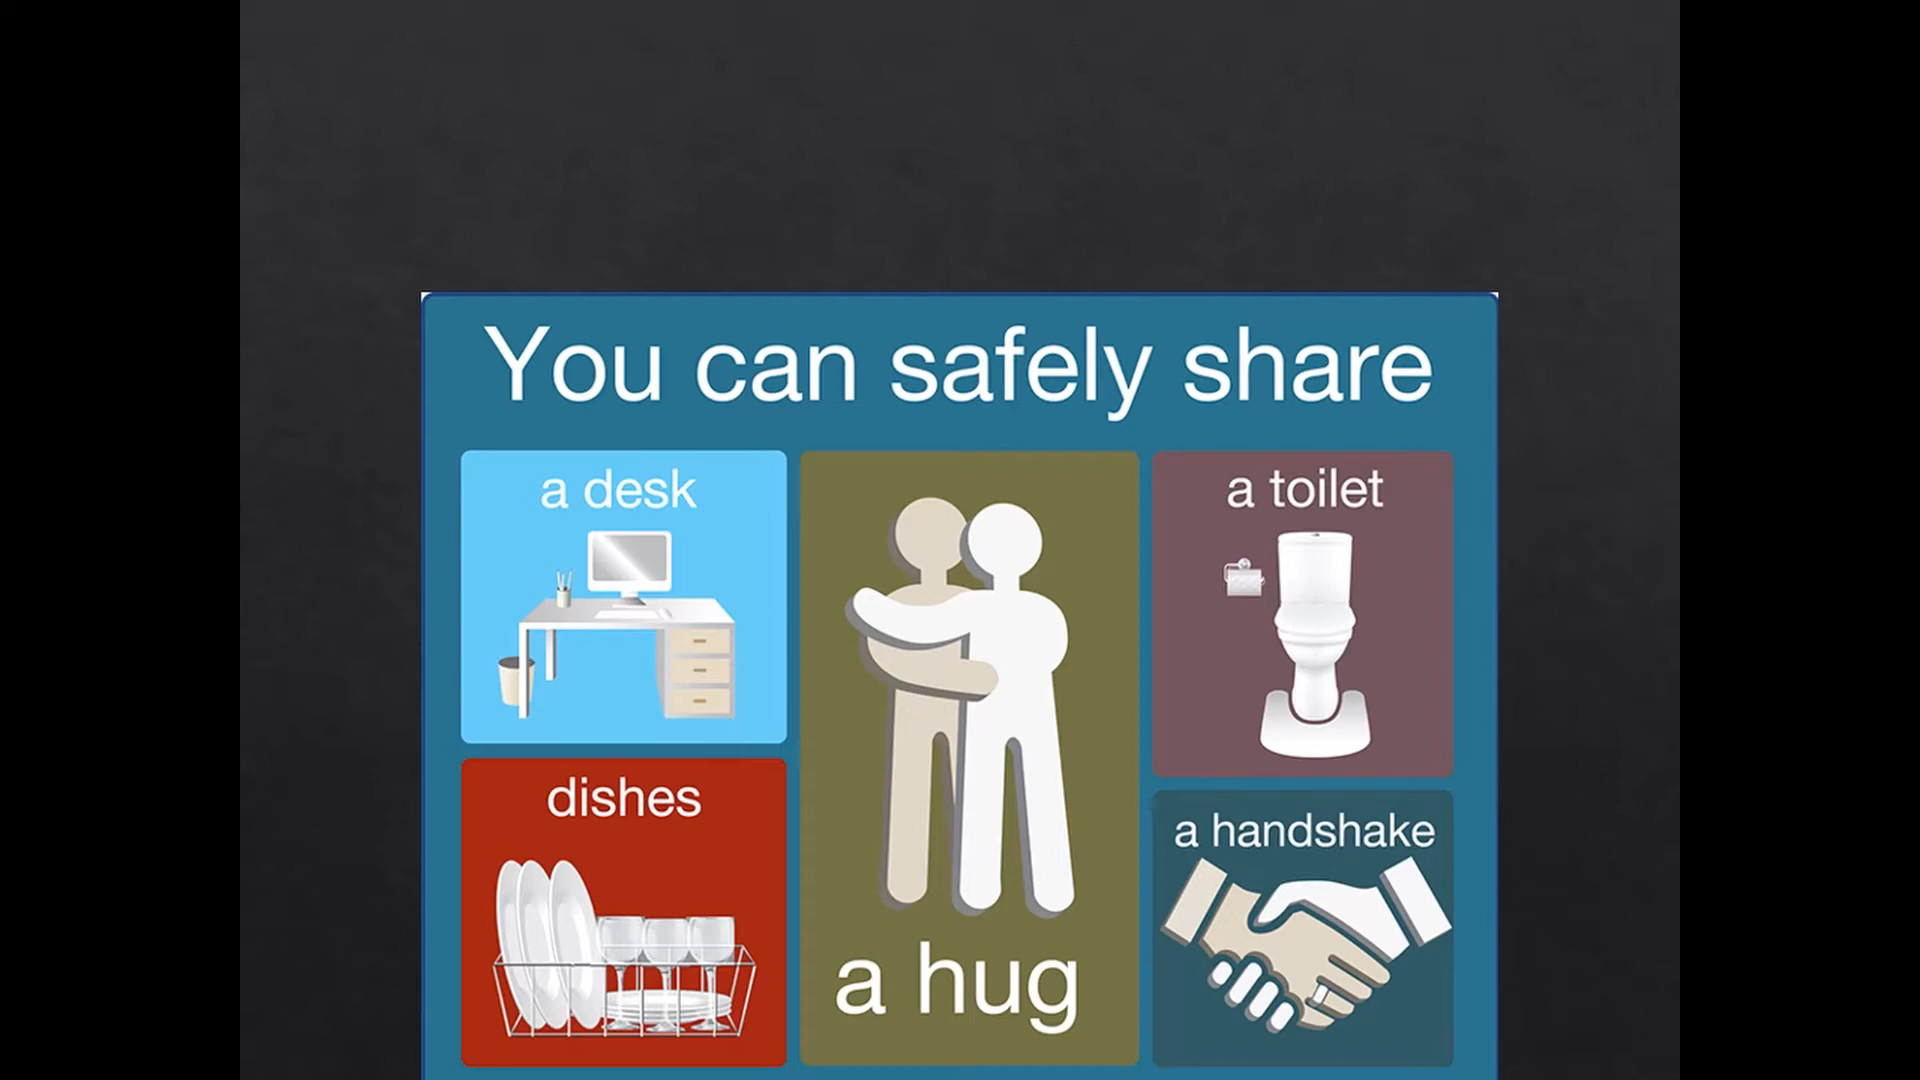 You can safely share
a desk
a toilet
dishes
a handshake
a hug